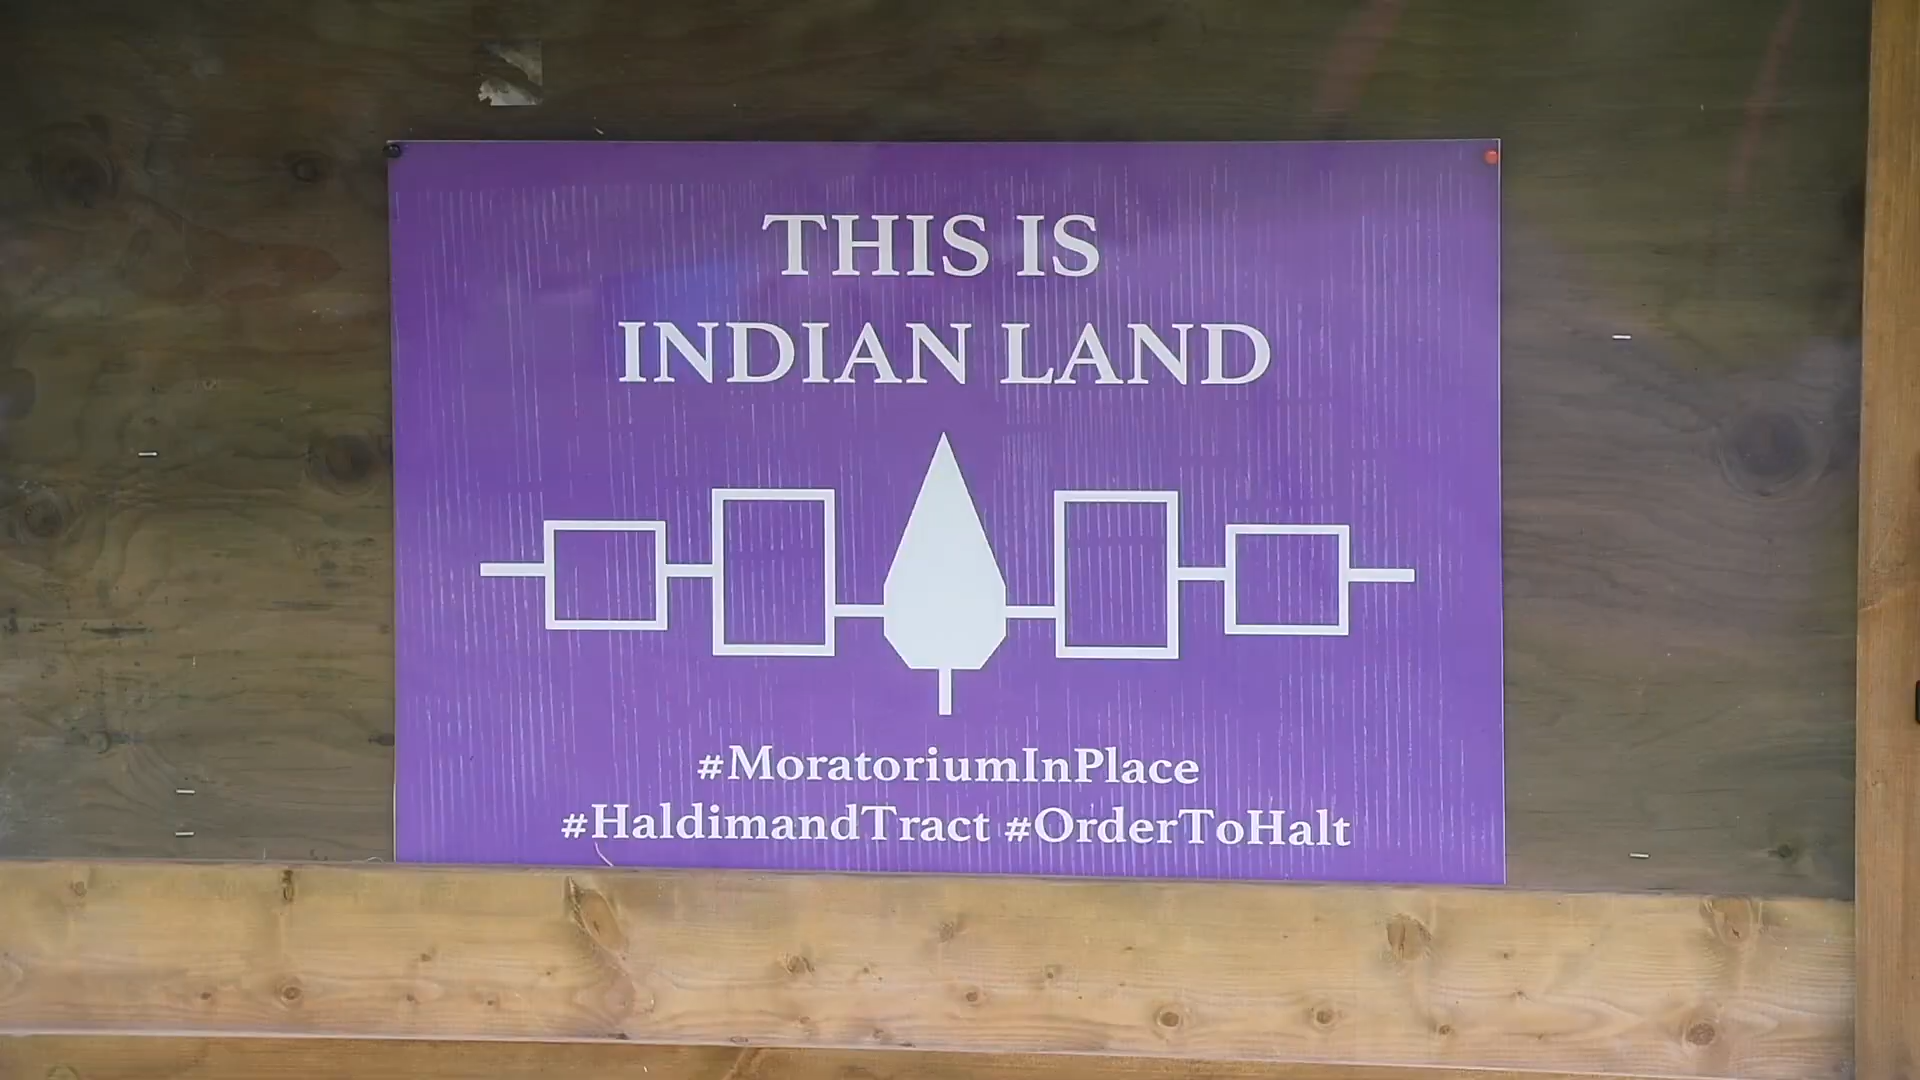 THIS IS
INDIAN LAND
#MoratoriumInPlace
#HaldimandTract #OrderToHalt